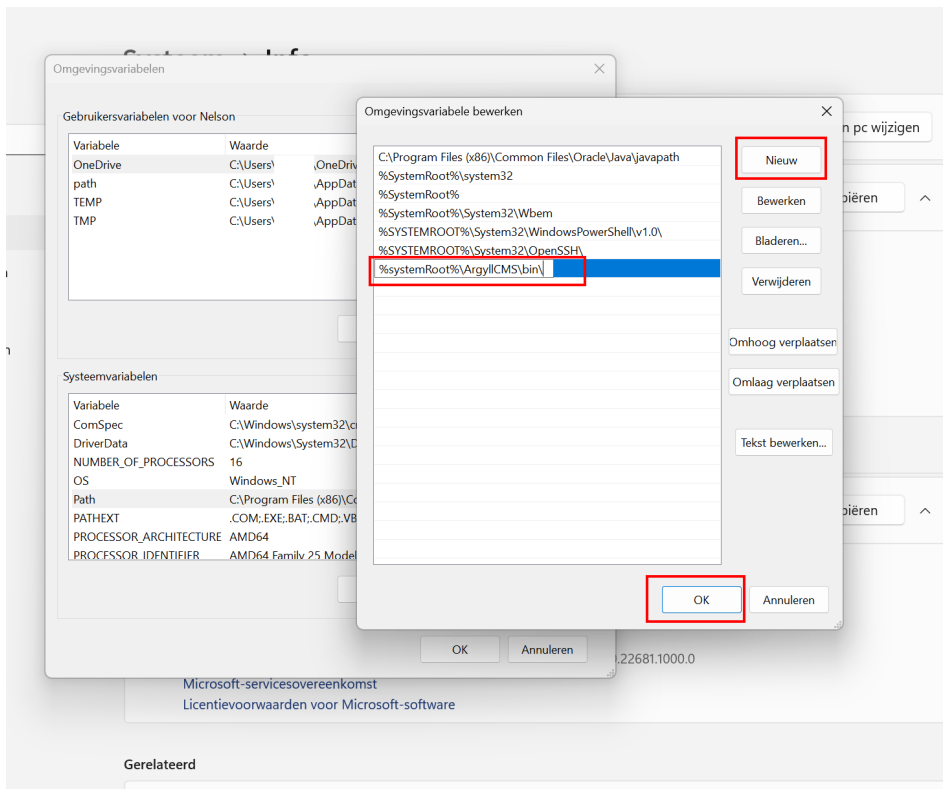 Omgevingsvariabelen
Gebruikersvariabelen voor Nelson
Variabele Waarde
OneDrive C:\Users\ \OneDriv
path C:\Users\ \AppDat
TEMP C:\Users\ \AppDat
TMP C:\Users\ \AppDat
Systeemvariabelen
Variabele Waarde
ComSpec C:\Windows\system32\c
DriverData C:\Windows\System32\D
NUMBER_OF_PROCESSORS 16
OS Windows_NT
Path C:\Program Files (x86)\Co
PATHEXT .COM;.EXE;.BAT;.CMD;.VB
PROCESSOR_ARCHITECTURE AMD64
PROCESSOR_IDENTIFIER AMD64 Family 25 Model
OK Annuleren
Omgevingsvariabele bewerken
C:\Program Files (x86)\Common Files\Oracle\Java\javapath
%SystemRoot%\system32
%SystemRoot%
%SystemRoot%\System32\Wbem
%SYSTEMROOT%\System32\WindowsPowerShell\v1.0\
%SYSTEMROOT%\System32\OpenSSH\
%systemRoot%\ArgyllCMS\bin\
Nieuw
Bewerken
Bladeren...
Verwijderen
Omhoog verplaatsen
Omlaag verplaatsen
Tekst bewerken...
OK Annuleren
n pc wijzigen
piëren
piëren
.22681.1000.0
Microsoft-servicesovereenkomst
Licentievoorwaarden voor Microsoft-software
Gerelateerd